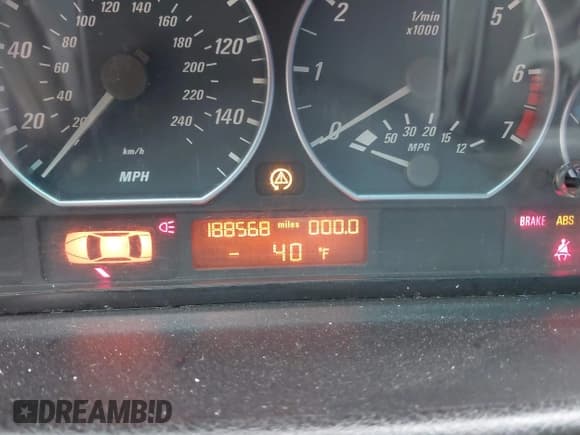 20 40 120 140
20 40 60 80 100 120 140 160 180 200 220 240
km/h
MPH
0 1 2 5 6 7
1/min
x1000
50 30 20 15 12
MPG
188568 miles 000.0
- 40 °F
BRAKE ABS
DREAMB!D